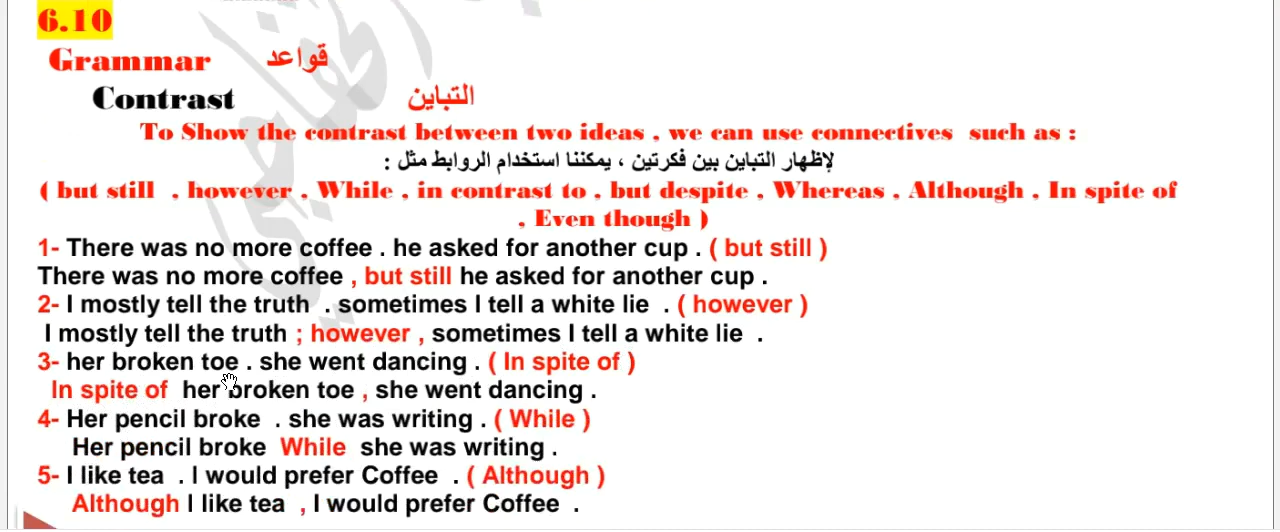 6.10
Grammar قواعد
Contrast التباين
To Show the contrast between two ideas , we can use connectives such as :
لإظهار التباين بين فكرتين ، يمكننا استخدام الروابط مثل :
( but still , however , While , in contrast to , but despite , Whereas , Although , In spite of
, Even though )
1- There was no more coffee . he asked for another cup . ( but still )
There was no more coffee , but still he asked for another cup .
2- I mostly tell the truth . sometimes I tell a white lie . ( however )
I mostly tell the truth ; however , sometimes I tell a white lie .
3- her broken toe . she went dancing . ( In spite of )
In spite of her broken toe , she went dancing .
4- Her pencil broke . she was writing . ( While )
Her pencil broke While she was writing .
5- I like tea . I would prefer Coffee . ( Although )
Although I like tea , I would prefer Coffee .